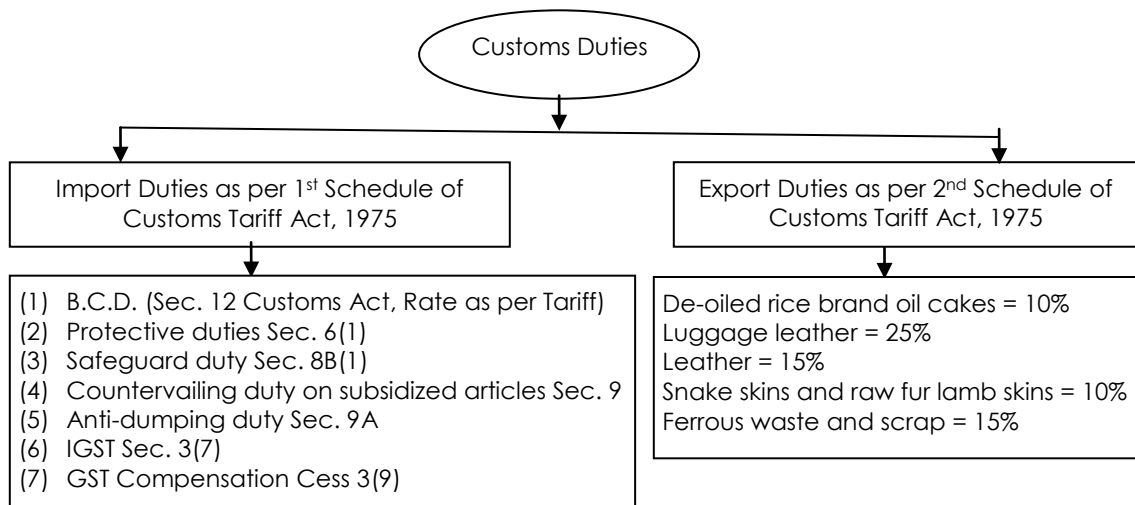 Customs Duties
Import Duties as per 1st Schedule of
Customs Tariff Act, 1975
Export Duties as per 2nd Schedule of
Customs Tariff Act, 1975
(1) B.C.D. (Sec. 12 Customs Act, Rate as per Tariff)
(2) Protective duties Sec. 6(1)
(3) Safeguard duty Sec. 8B(1)
(4) Countervailing duty on subsidized articles Sec. 9
(5) Anti-dumping duty Sec. 9A
(6) IGST Sec. 3(7)
(7) GST Compensation Cess 3(9)
De-oiled rice brand oil cakes = 10%
Luggage leather = 25%
Leather = 15%
Snake skins and raw fur lamb skins = 10%
Ferrous waste and scrap = 15%